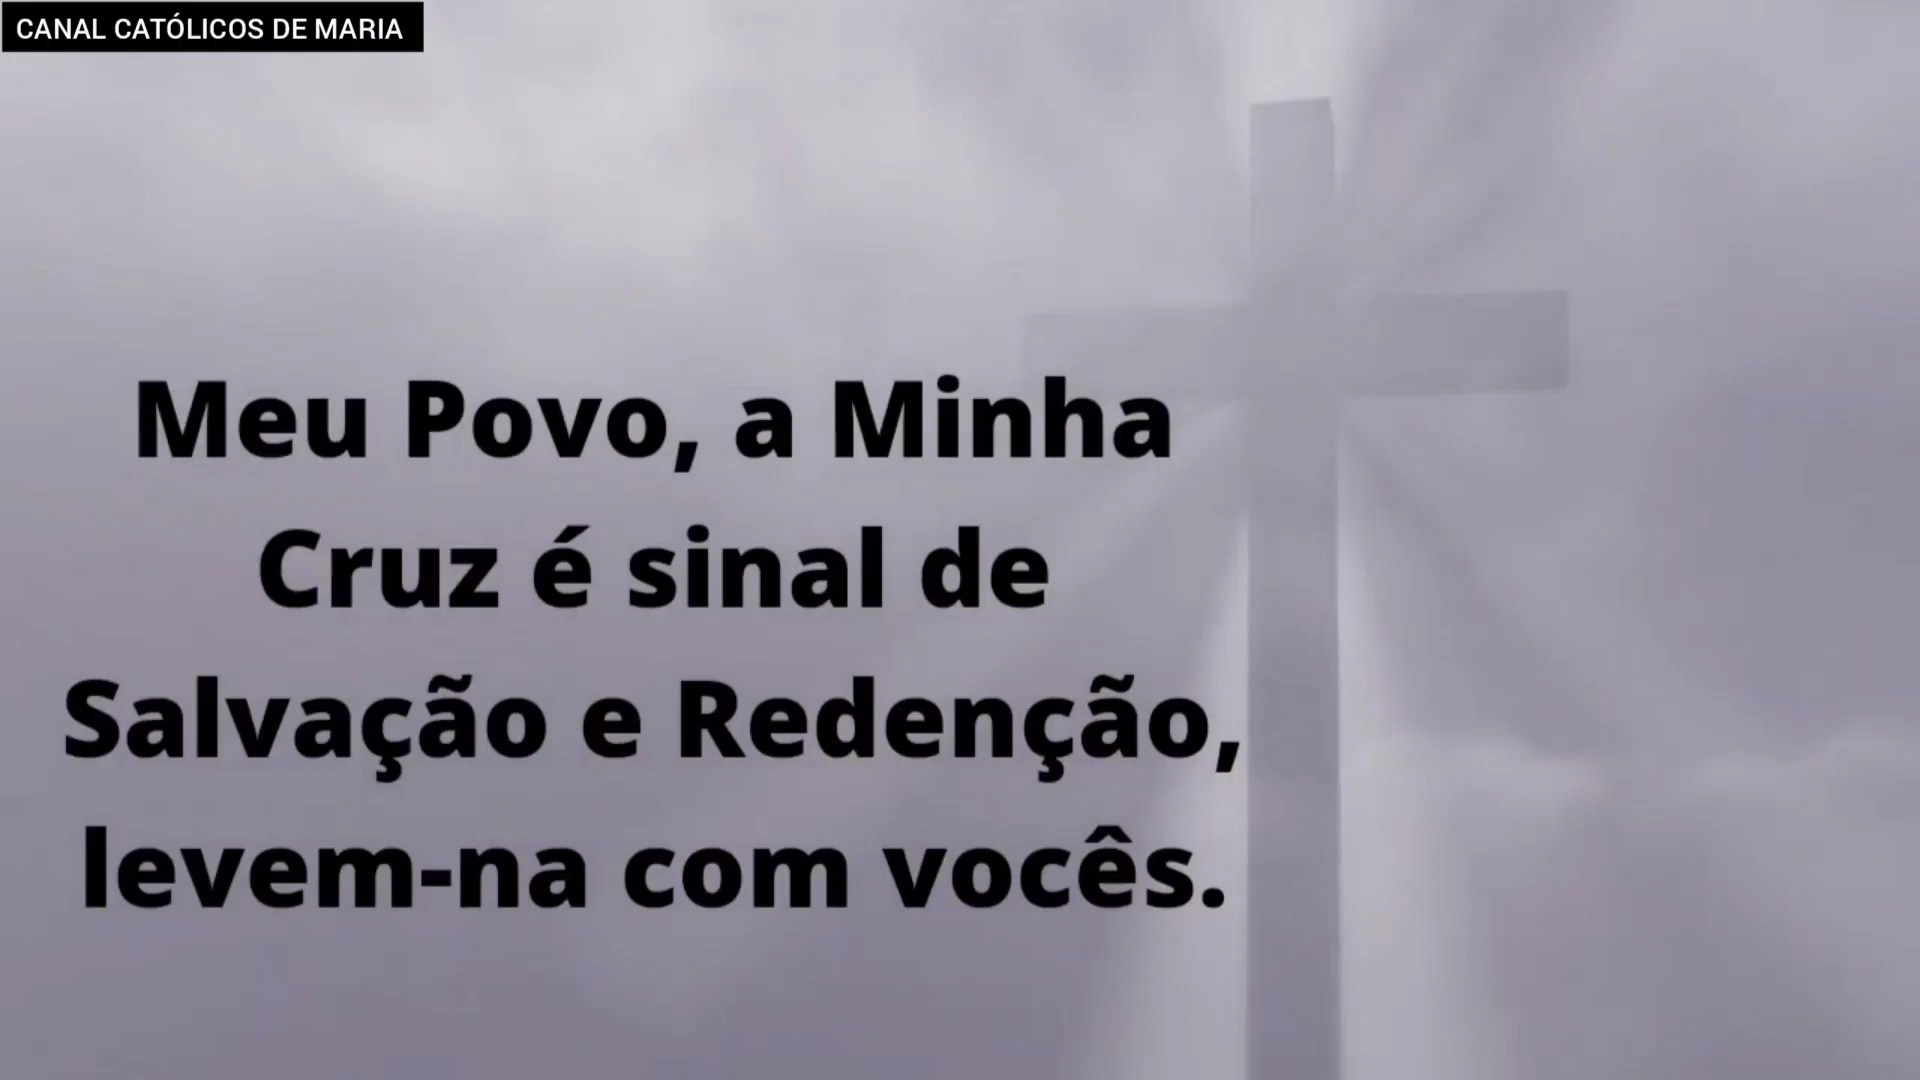 CANAL CATÓLICOS DE MARIA
Meu Povo, a Minha
Cruz é sinal de
Salvação e Redenção,
levem-na com vocês.